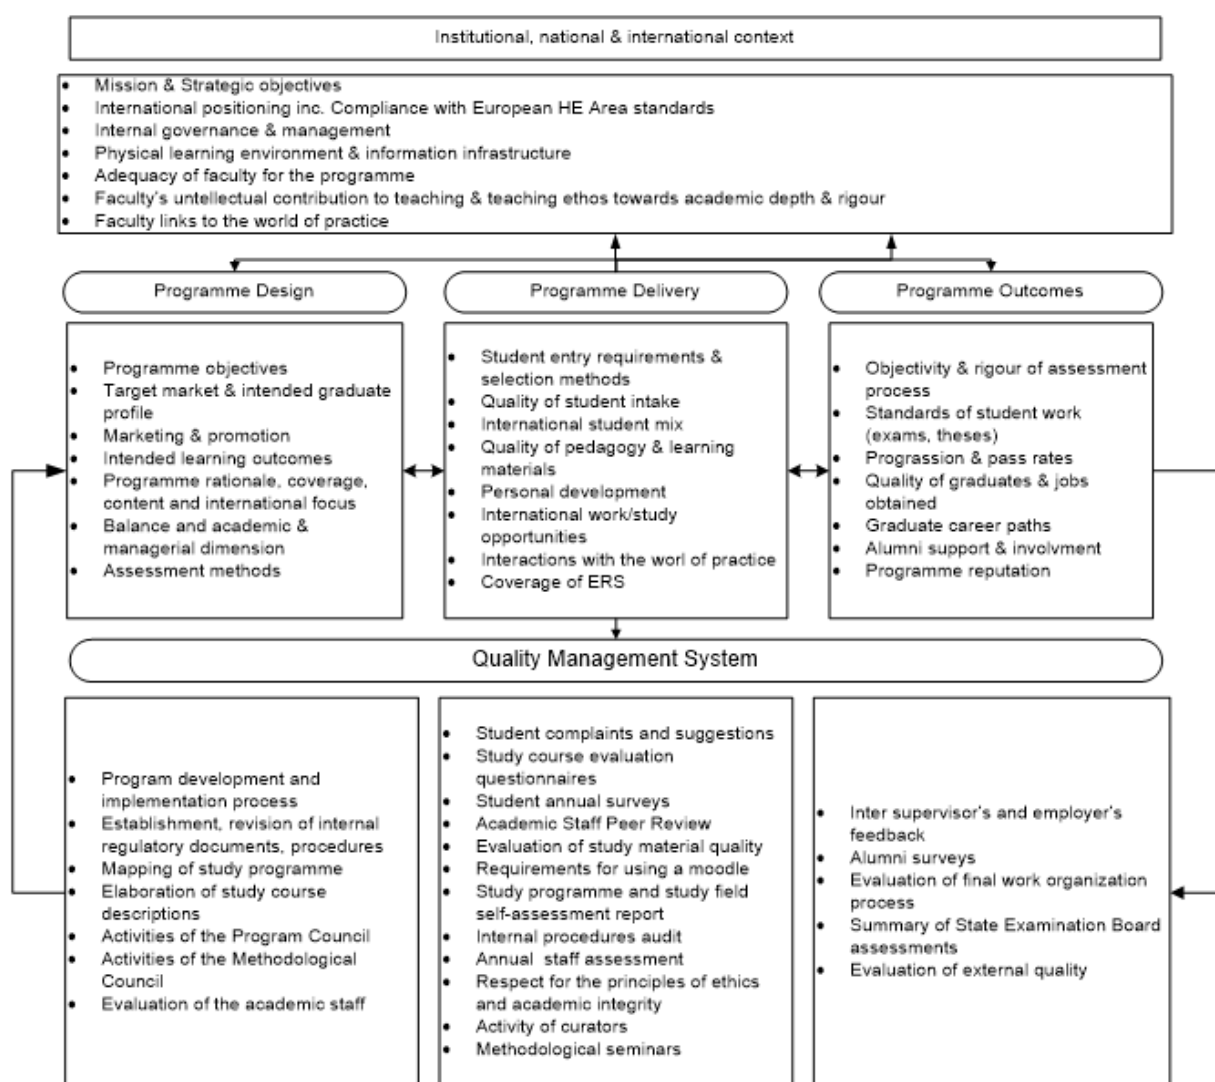 Institutional, national & international context
• Mission & Strategic objectives
• International positioning inc. Compliance with European HE Area standards
• Internal governance & management
• Physical learning environment & information infrastructure
• Adequacy of faculty for the programme
• Faculty's untellectual contribution to teaching & teaching ethos towards academic depth & rigour
• Faculty links to the world of practice
Programme Design
Programme Delivery
Programme Outcomes
• Programme objectives
• Target market & intended graduate
profile
• Marketing & promotion
• Intended learning outcomes
• Programme rationale, coverage,
content and international focus
• Balance and academic &
managerial dimension
• Assessment methods
• Student entry requirements &
selection methods
• Quality of student intake
• International student mix
• Quality of pedagogy & learning
materials
• Personal development
• International work/study
opportunities
• Interactions with the worl of practice
• Coverage of ERS
• Objectivity & rigour of assessment
process
• Standards of student work
(exams, theses)
• Prograssion & pass rates
• Quality of graduates & jobs
obtained
• Graduate career paths
• Alumni support & involvment
• Programme reputation
Quality Management System
• Program development and
implementation process
• Establishment, revision of internal
regulatory documents, procedures
• Mapping of study programme
• Elaboration of study course
descriptions
• Activities of the Program Council
• Activities of the Methodological
Council
• Evaluation of the academic staff
• Student complaints and suggestions
• Study course evaluation
questionnaires
• Student annual surveys
• Academic Staff Peer Review
• Evaluation of study material quality
• Requirements for using a moodle
• Study programme and study field
self-assessment report
• Internal procedures audit
• Annual staff assessment
• Respect for the principles of ethics
and academic integrity
• Activity of curators
• Methodological seminars
• Inter supervisor's and employer's
feedback
• Alumni surveys
• Evaluation of final work organization
process
• Summary of State Examination Board
assessments
• Evaluation of external quality